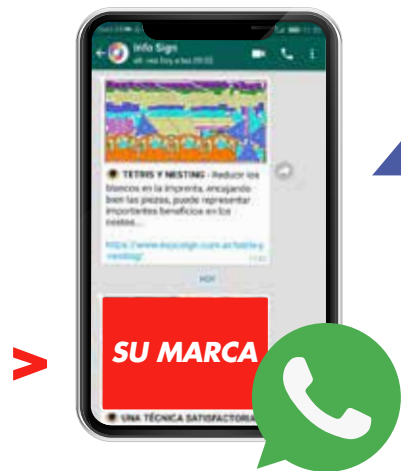 Info Sign
TETRIS Y NESTING - Reducir los
blancos en la imprenta, encajando
bien las piezas, puede representar
importantes beneficios en los
costos...
HOY
SU MARCA
UNA TÉCNICA SATISFACTORIA
>